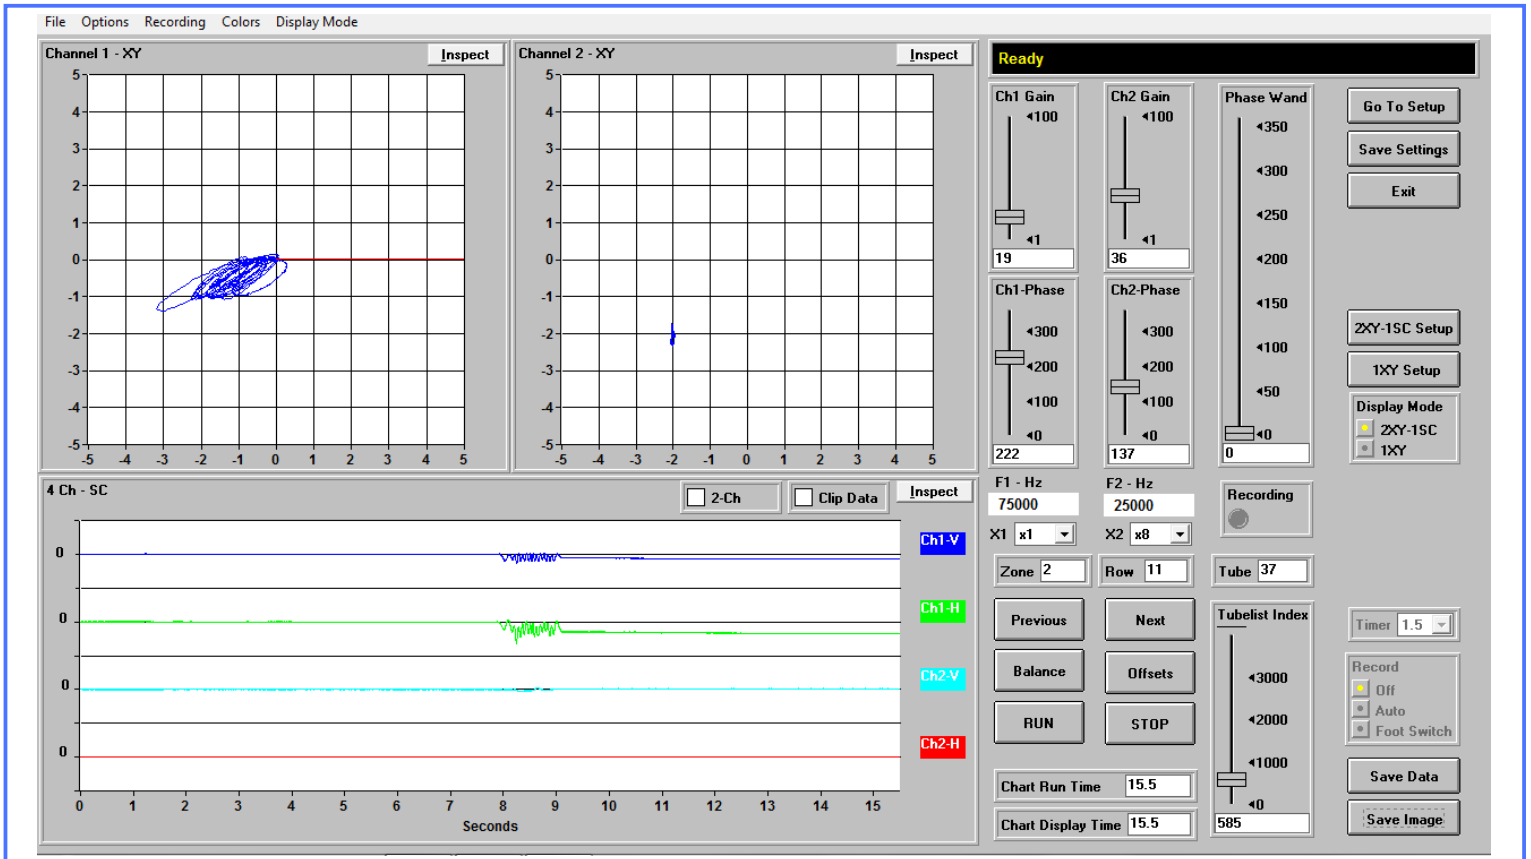 File Options Recording Colors Display Mode
Channel 1 - XY Inspect
5
4
3
2
1
0
-1
-2
-3
-4
-5
-5 -4 -3 -2 -1 0 1 2 3 4 5
Channel 2 - XY Inspect
5
4
3
2
1
0
-1
-2
-3
-4
-5
-5 -4 -3 -2 -1 0 1 2 3 4 5
4 Ch - SC 2-Ch Clip Data Inspect
0 Ch1-V
0 Ch1-H
0 Ch2-V
0 Ch2-H
0 1 2 3 4 5 6 7 8 9 10 11 12 13 14 15
Seconds
Ready
Ch1 Gain
100
1
19
Ch2 Gain
100
1
36
Phase Wand
350
300
250
200
150
100
50
0
0
Ch1-Phase
300
200
100
0
222
Ch2-Phase
300
200
100
0
137
Go To Setup
Save Settings
Exit
2XY-1SC Setup
1XY Setup
Display Mode
2XY-1SC
1XY
F1 - Hz
75000
F2 - Hz
25000
Recording
X1 x1
X2 x8
Zone 2
Row 11
Tube 37
Previous Next
Balance Offsets
RUN STOP
Tubelist Index
3000
2000
1000
0
585
Timer 1.5
Record
Off
Auto
Foot Switch
Chart Run Time 15.5
Chart Display Time 15.5
Save Data
Save Image